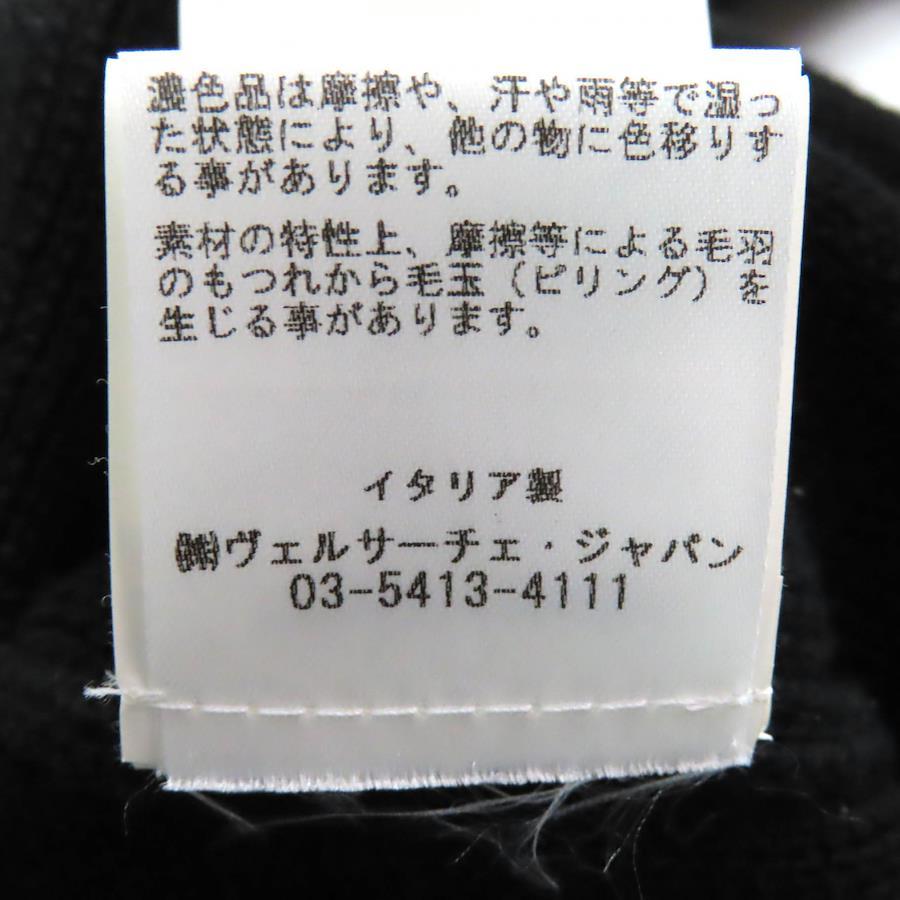 濃色品は摩擦や、汗や雨等で湿っ
た状態により、他の物に色移りす
る事があります。
素材の特性上、摩擦等による毛羽
のもつれから毛玉（ピリング）を
生じる事があります。
イタリア製
㈱ヴェルサーチェ・ジャパン
03-5413-4111